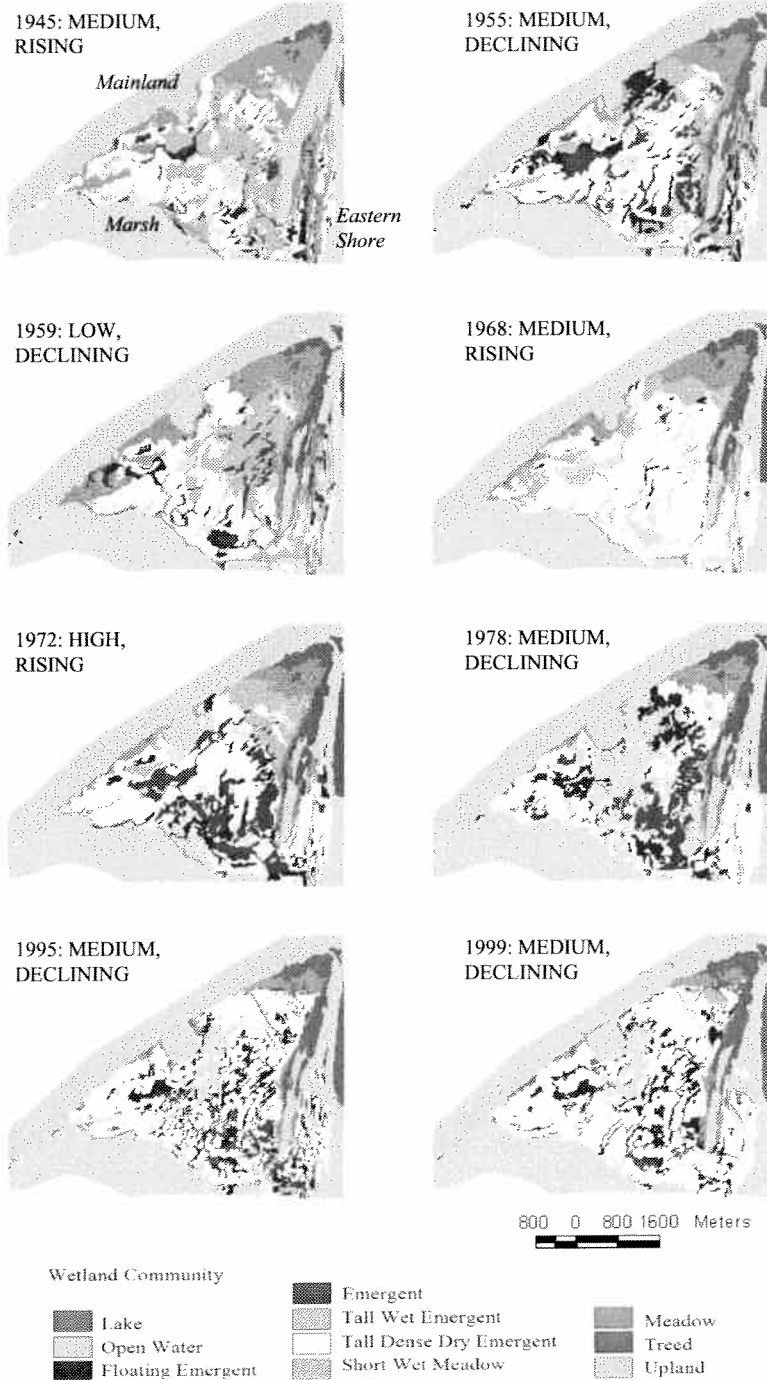 1945: MEDIUM,
RISING
Mainland
Marsh
Eastern
Shore
1955: MEDIUM,
DECLINING
1959: LOW,
DECLINING
1968: MEDIUM,
RISING
1972: HIGH,
RISING
1978: MEDIUM,
DECLINING
1995: MEDIUM,
DECLINING
1999: MEDIUM,
DECLINING
800 0 800 1600 Meters
Wetland Community
Lake
Open Water
Floating Emergent
Emergent
Tall Wet Emergent
Tall Dense Dry Emergent
Short Wet Meadow
Meadow
Treed
Upland